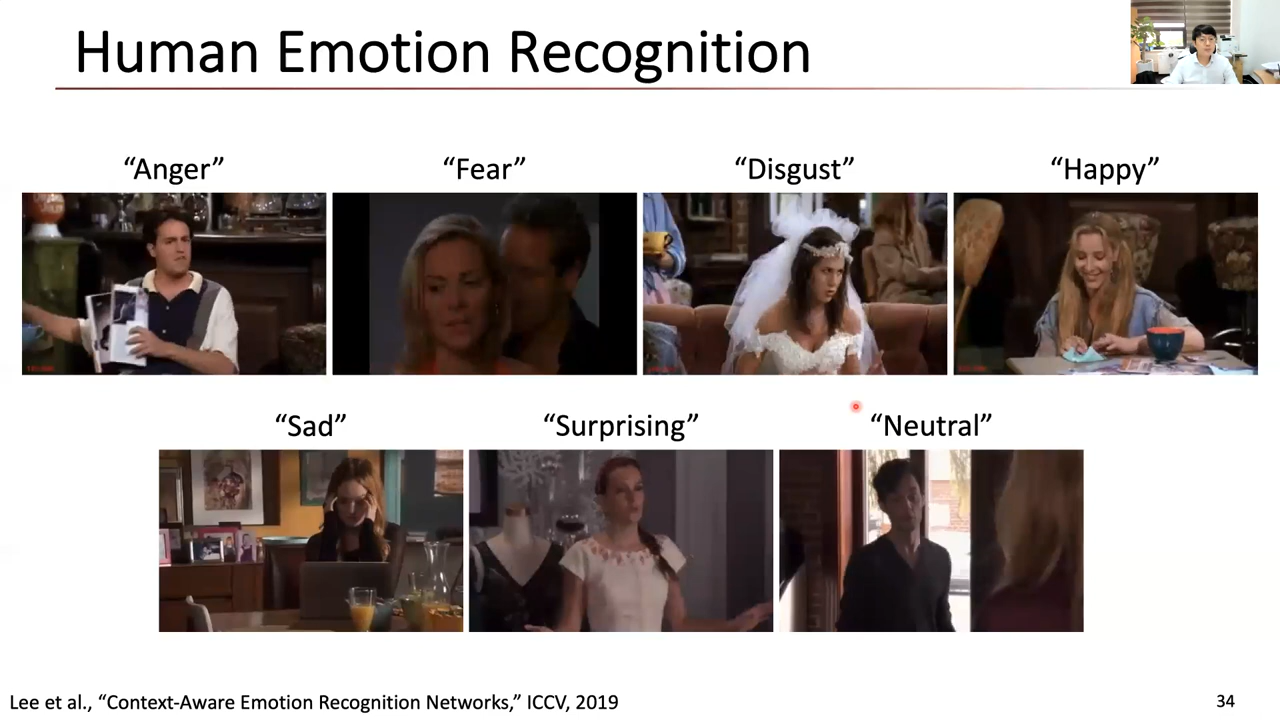 Human Emotion Recognition
“Anger”
“Fear”
“Disgust”
“Happy”
“Sad”
“Surprising”
“Neutral”
Lee et al., “Context-Aware Emotion Recognition Networks,” ICCV, 2019
34